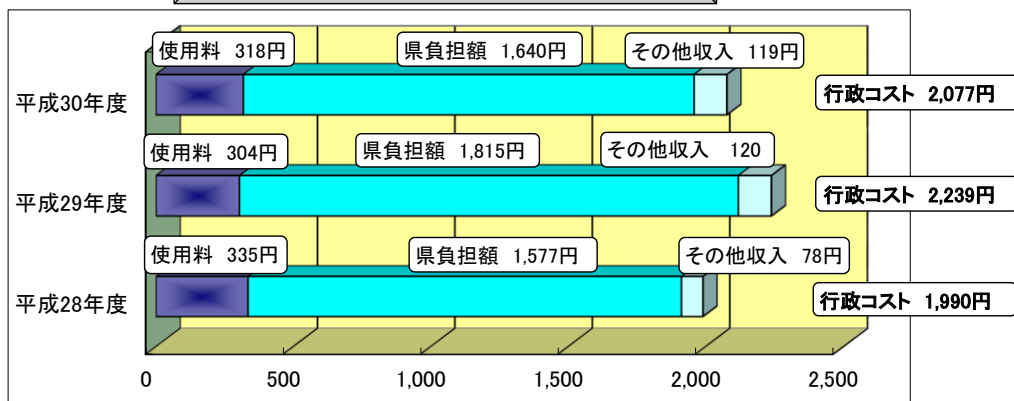 使用料 318円 県負担額 1,640円 その他収入 119円
平成30年度 行政コスト 2,077円
使用料 304円 県負担額 1,815円 その他収入 120
平成29年度 行政コスト 2,239円
使用料 335円 県負担額 1,577円 その他収入 78円
平成28年度 行政コスト 1,990円
0 500 1,000 1,500 2,000 2,500